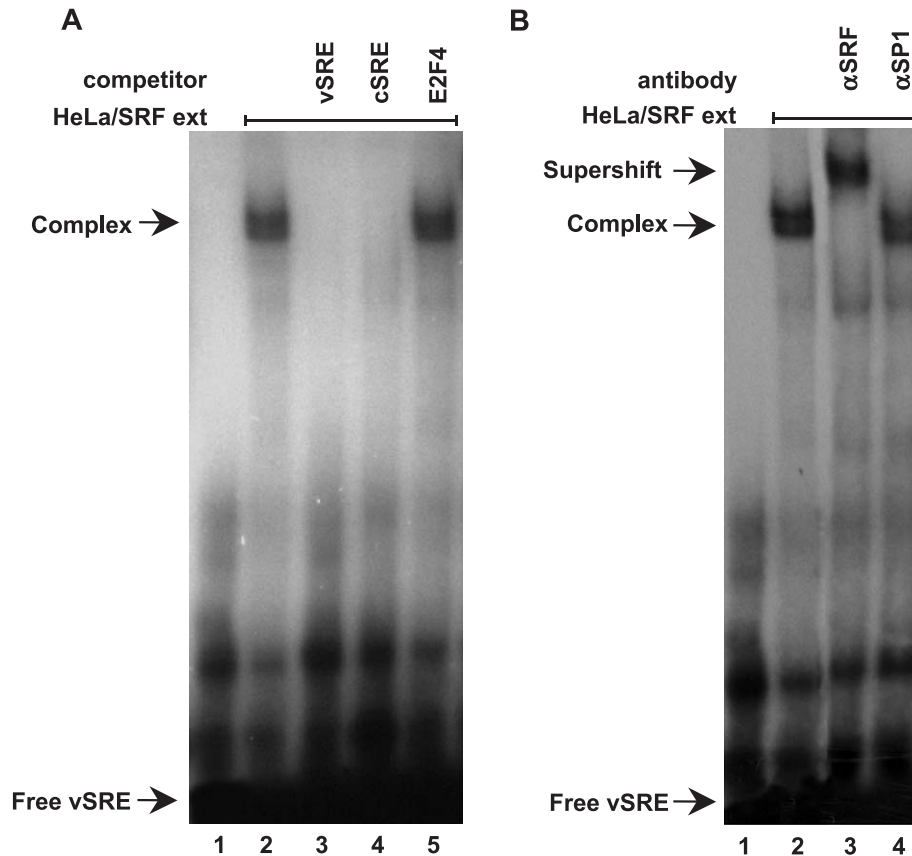 A
competitor
vSRE
cSRE
E2F4
HeLa/SRF ext
Complex
Free vSRE
1 2 3 4 5
B
antibody
αSRF
αSP1
HeLa/SRF ext
Supershift
Complex
Free vSRE
1 2 3 4